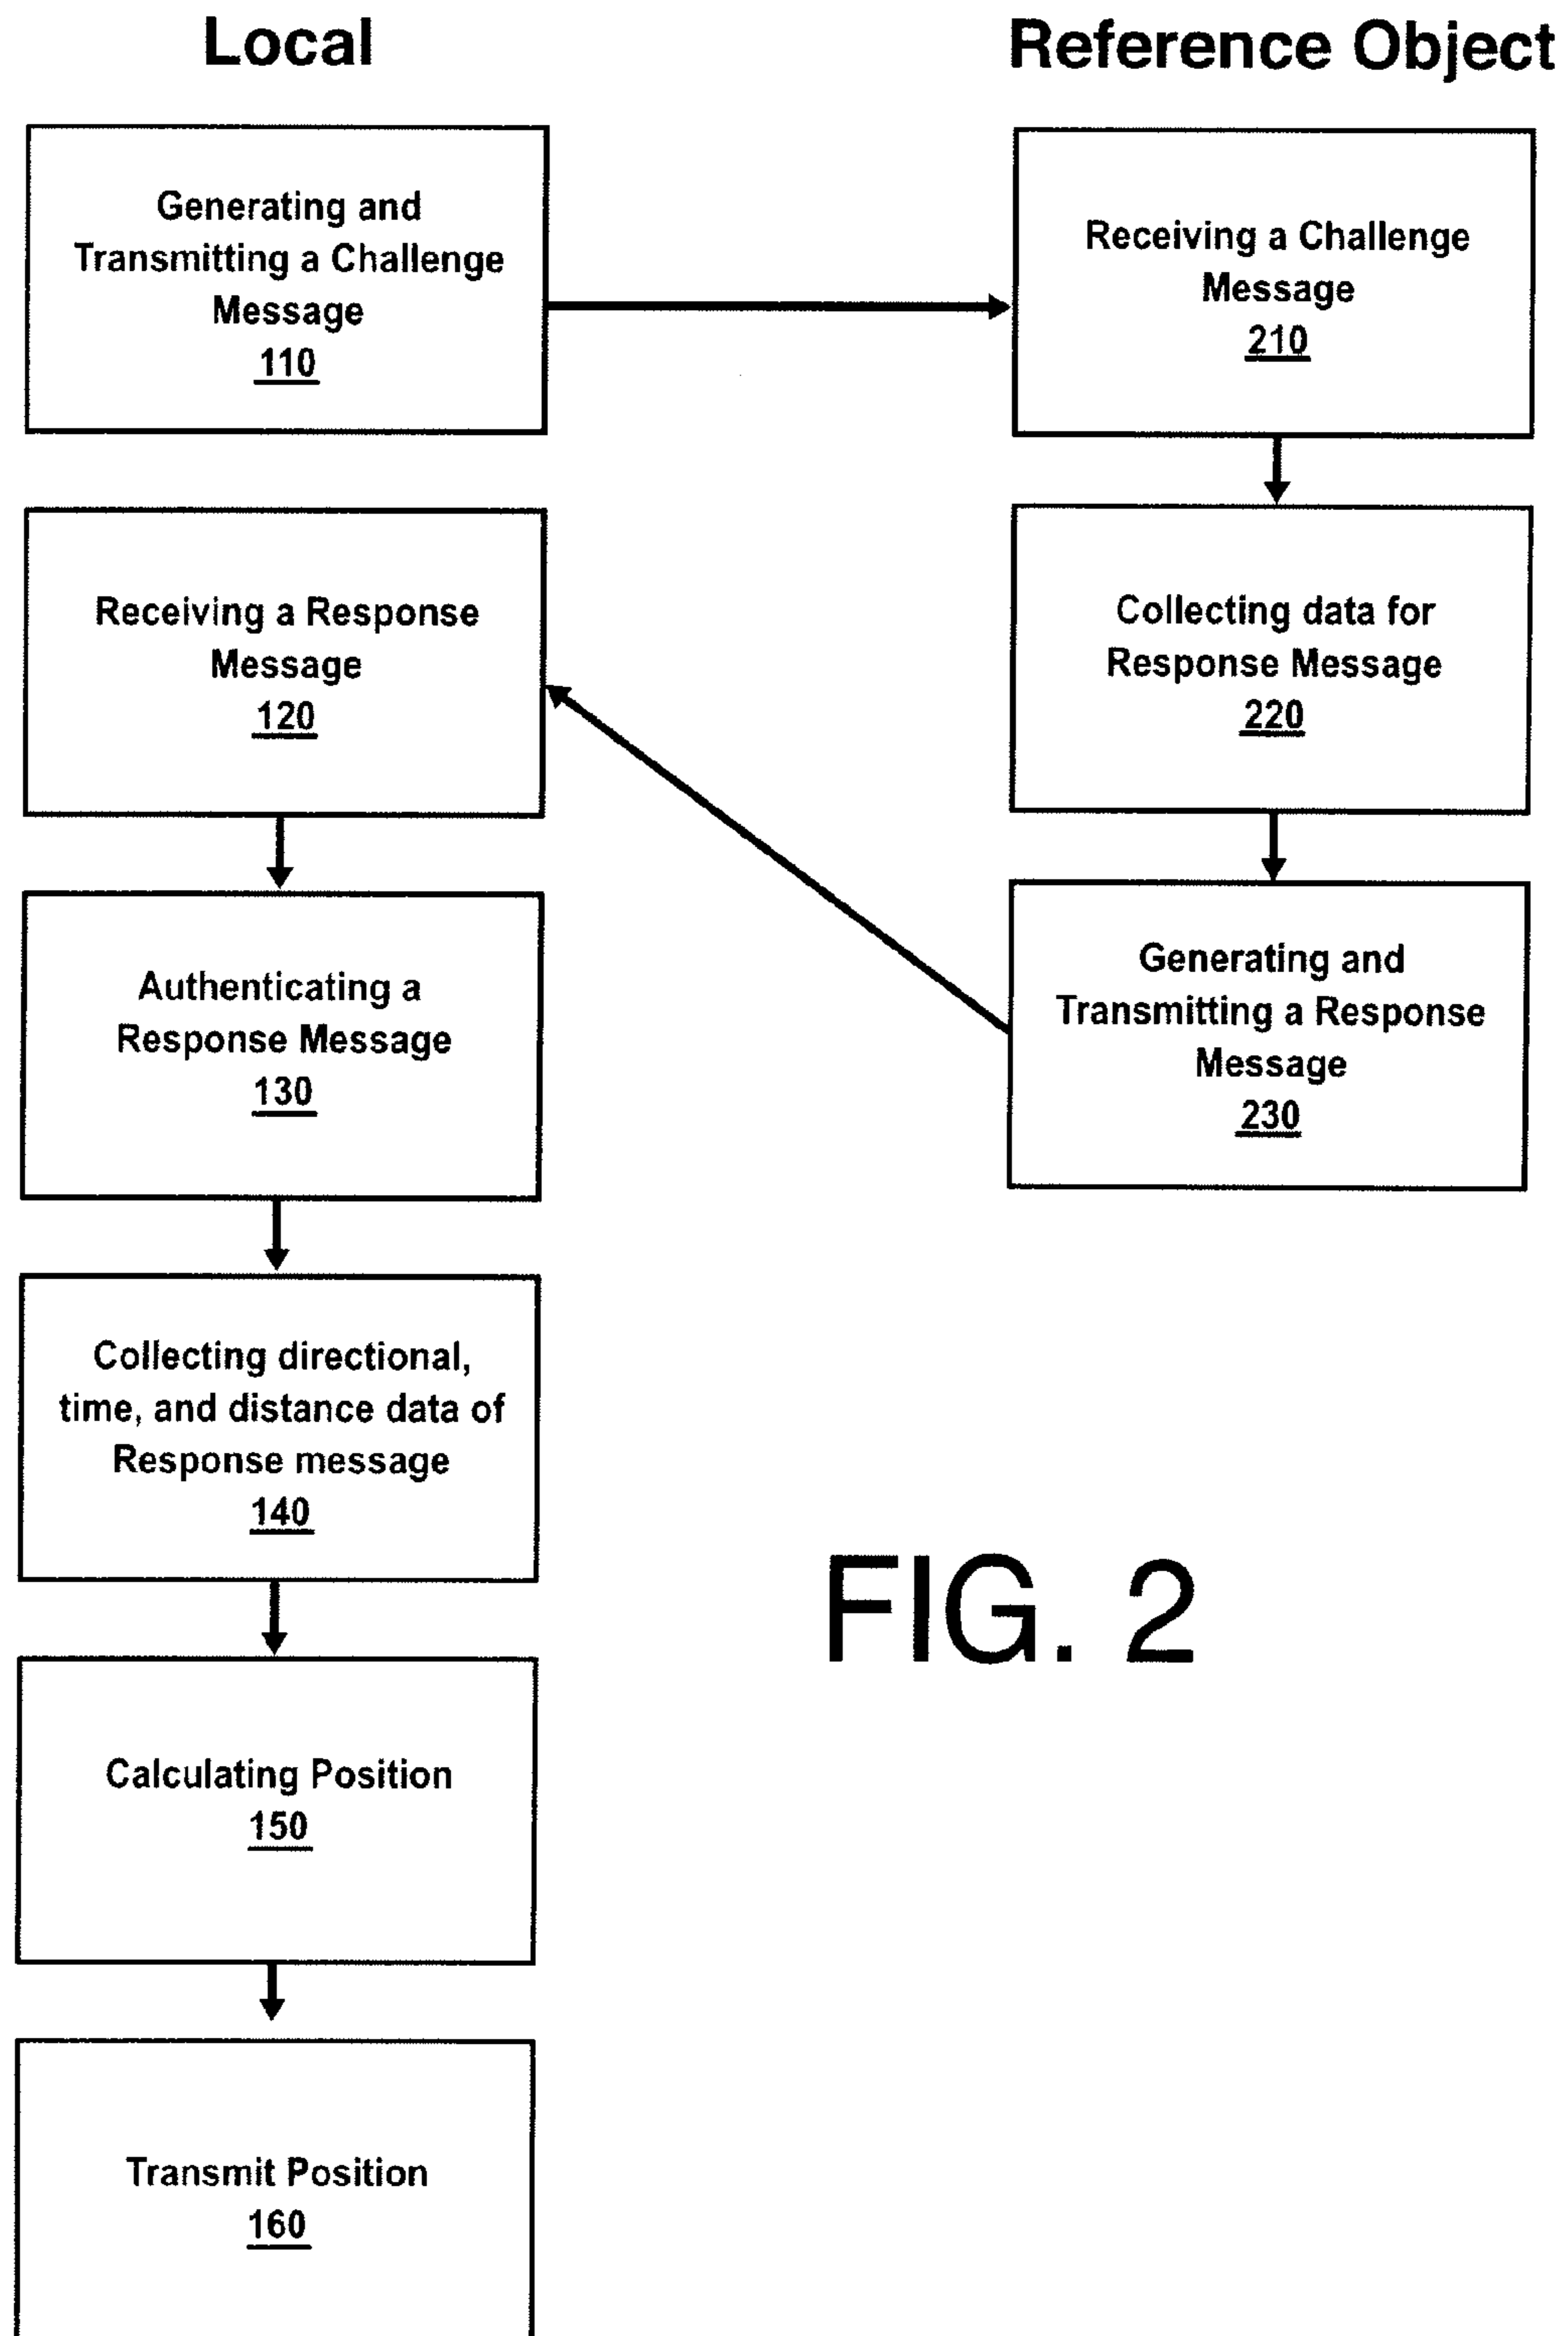 Local
Reference Object
Generating and
Transmitting a Challenge
Message
110
Receiving a Challenge
Message
210
Receiving a Response
Message
120
Collecting data for
Response Message
220
Authenticating a
Response Message
130
Generating and
Transmitting a Response
Message
230
Collecting directional,
time, and distance data of
Response message
140
Calculating Position
150
Transmit Position
160
FIG. 2